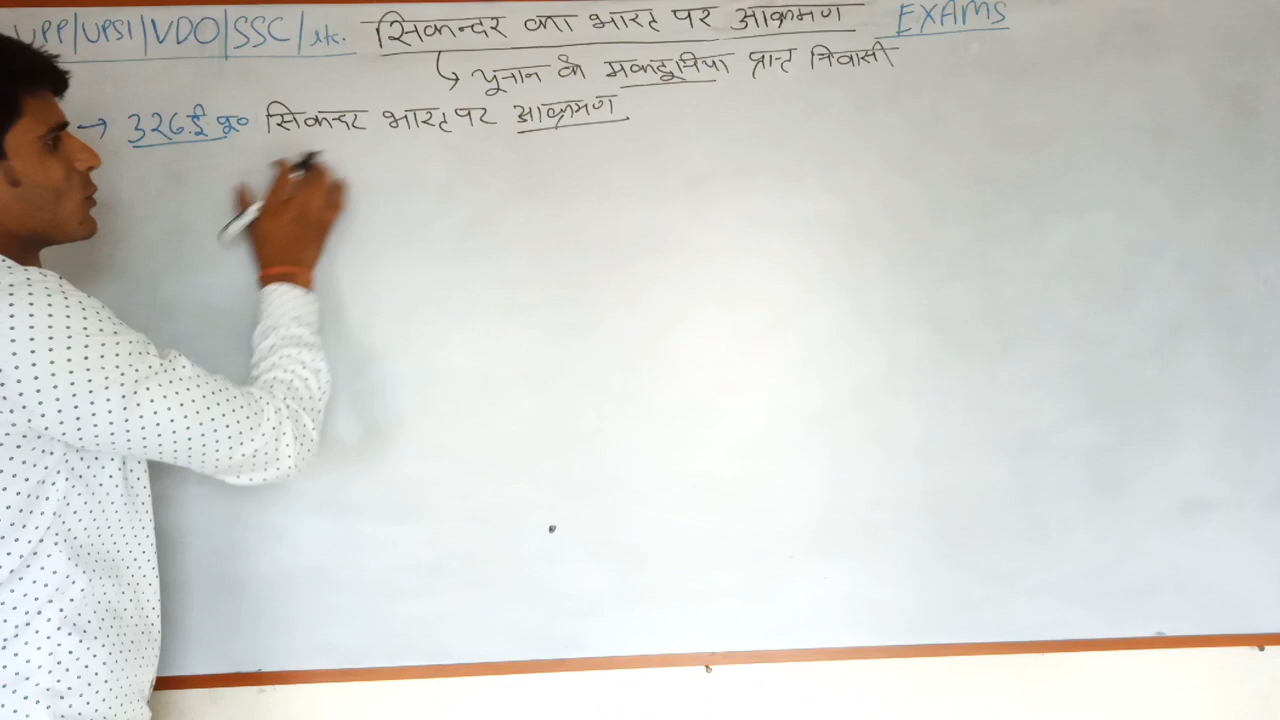 UPP/UPSI/VDO/SSC/etc. सिकन्दर का भारत पर आक्रमण EXAMS
यूनान के मकदूनिया प्रान्त निवासी
→ 326 ई.पू० सिकन्दर भारत पर आक्रमण